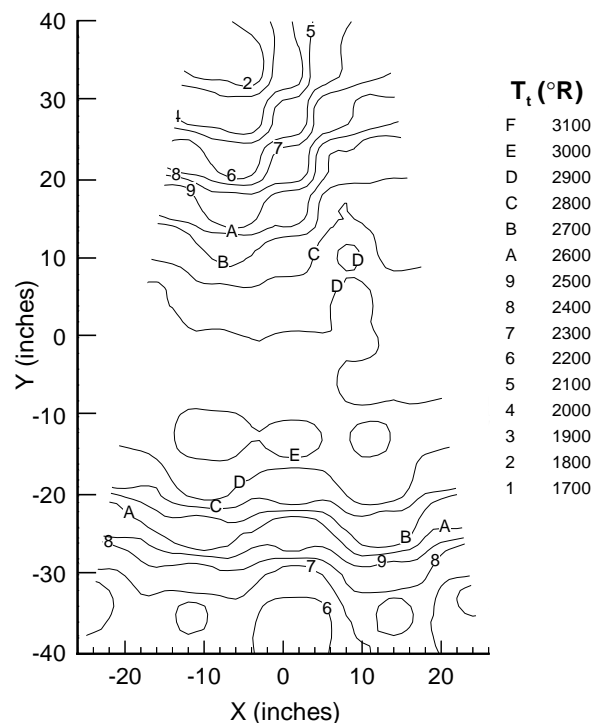 40
30
20
10
0
-10
-20
-30
-40
Y (inches)
-20 -10 0 10 20
X (inches)
5
2
4
7
6
8
9
A
B
C
D
D
E
D
C
A
B
A
8
9
8
7
6
Tt (°R)
F 3100
E 3000
D 2900
C 2800
B 2700
A 2600
9 2500
8 2400
7 2300
6 2200
5 2100
4 2000
3 1900
2 1800
1 1700